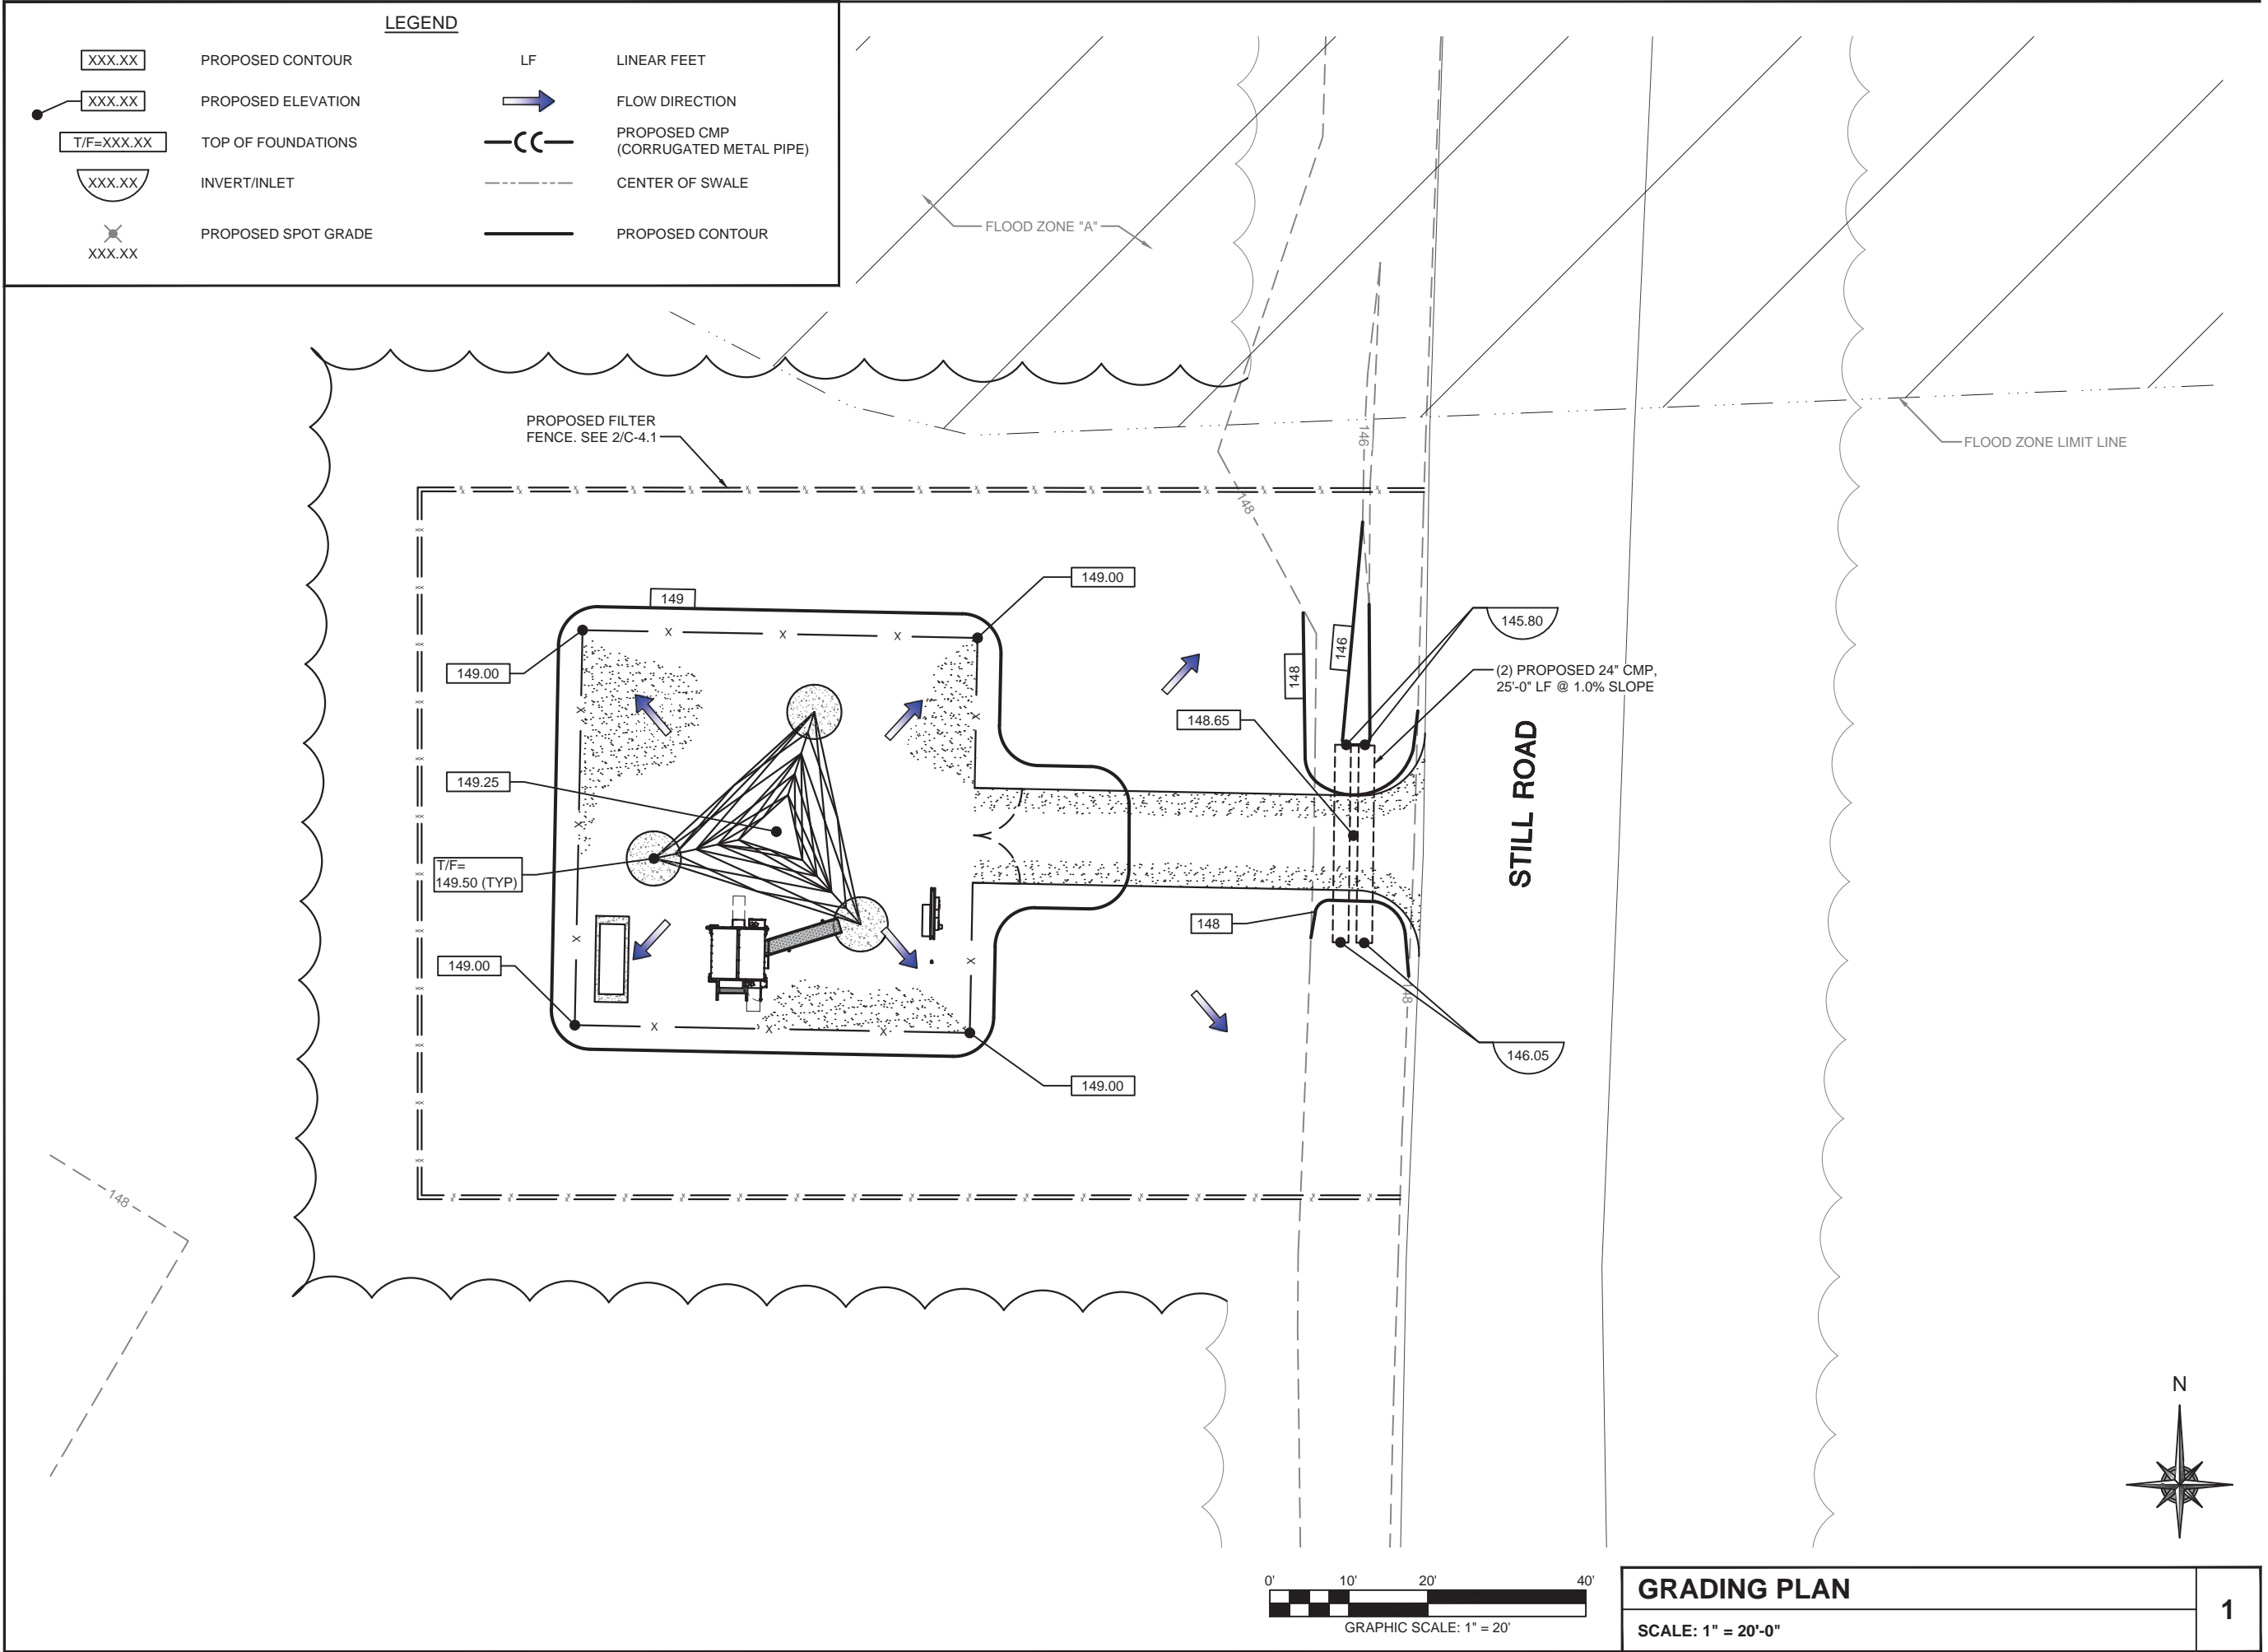 LEGEND
XXX.XX PROPOSED CONTOUR
XXX.XX PROPOSED ELEVATION
T/F=XXX.XX TOP OF FOUNDATIONS
XXX.XX INVERT/INLET
XXX.XX PROPOSED SPOT GRADE
LF LINEAR FEET
FLOW DIRECTION
PROPOSED CMP
(CORRUGATED METAL PIPE)
CENTER OF SWALE
PROPOSED CONTOUR
FLOOD ZONE "A"
FLOOD ZONE LIMIT LINE
PROPOSED FILTER
FENCE. SEE 2/C-4.1
146
148
149
149.00
149.00
145.80
(2) PROPOSED 24" CMP,
25'-0" LF @ 1.0% SLOPE
146
148
148.65
149.25
STILL ROAD
T/F=
149.50 (TYP)
148
149.00
148
146.05
149.00
148
N
0' 10' 20' 40'
GRAPHIC SCALE: 1" = 20'
GRADING PLAN
SCALE: 1" = 20'-0"
1